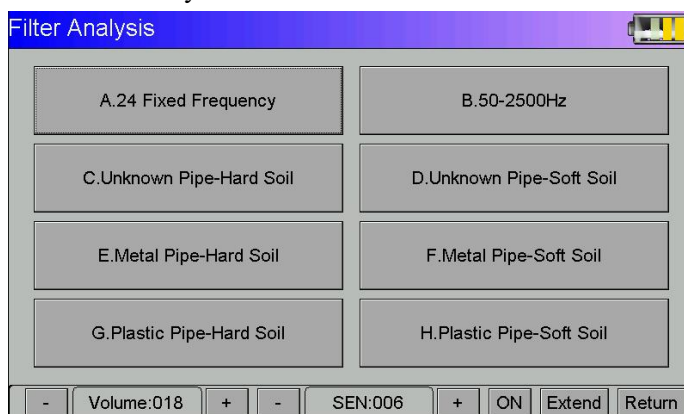 Filter Analysis
A.24 Fixed Frequency
B.50-2500Hz
C.Unknown Pipe-Hard Soil
D.Unknown Pipe-Soft Soil
E.Metal Pipe-Hard Soil
F.Metal Pipe-Soft Soil
G.Plastic Pipe-Hard Soil
H.Plastic Pipe-Soft Soil
- Volume:018 + - SEN:006 + ON Extend Return